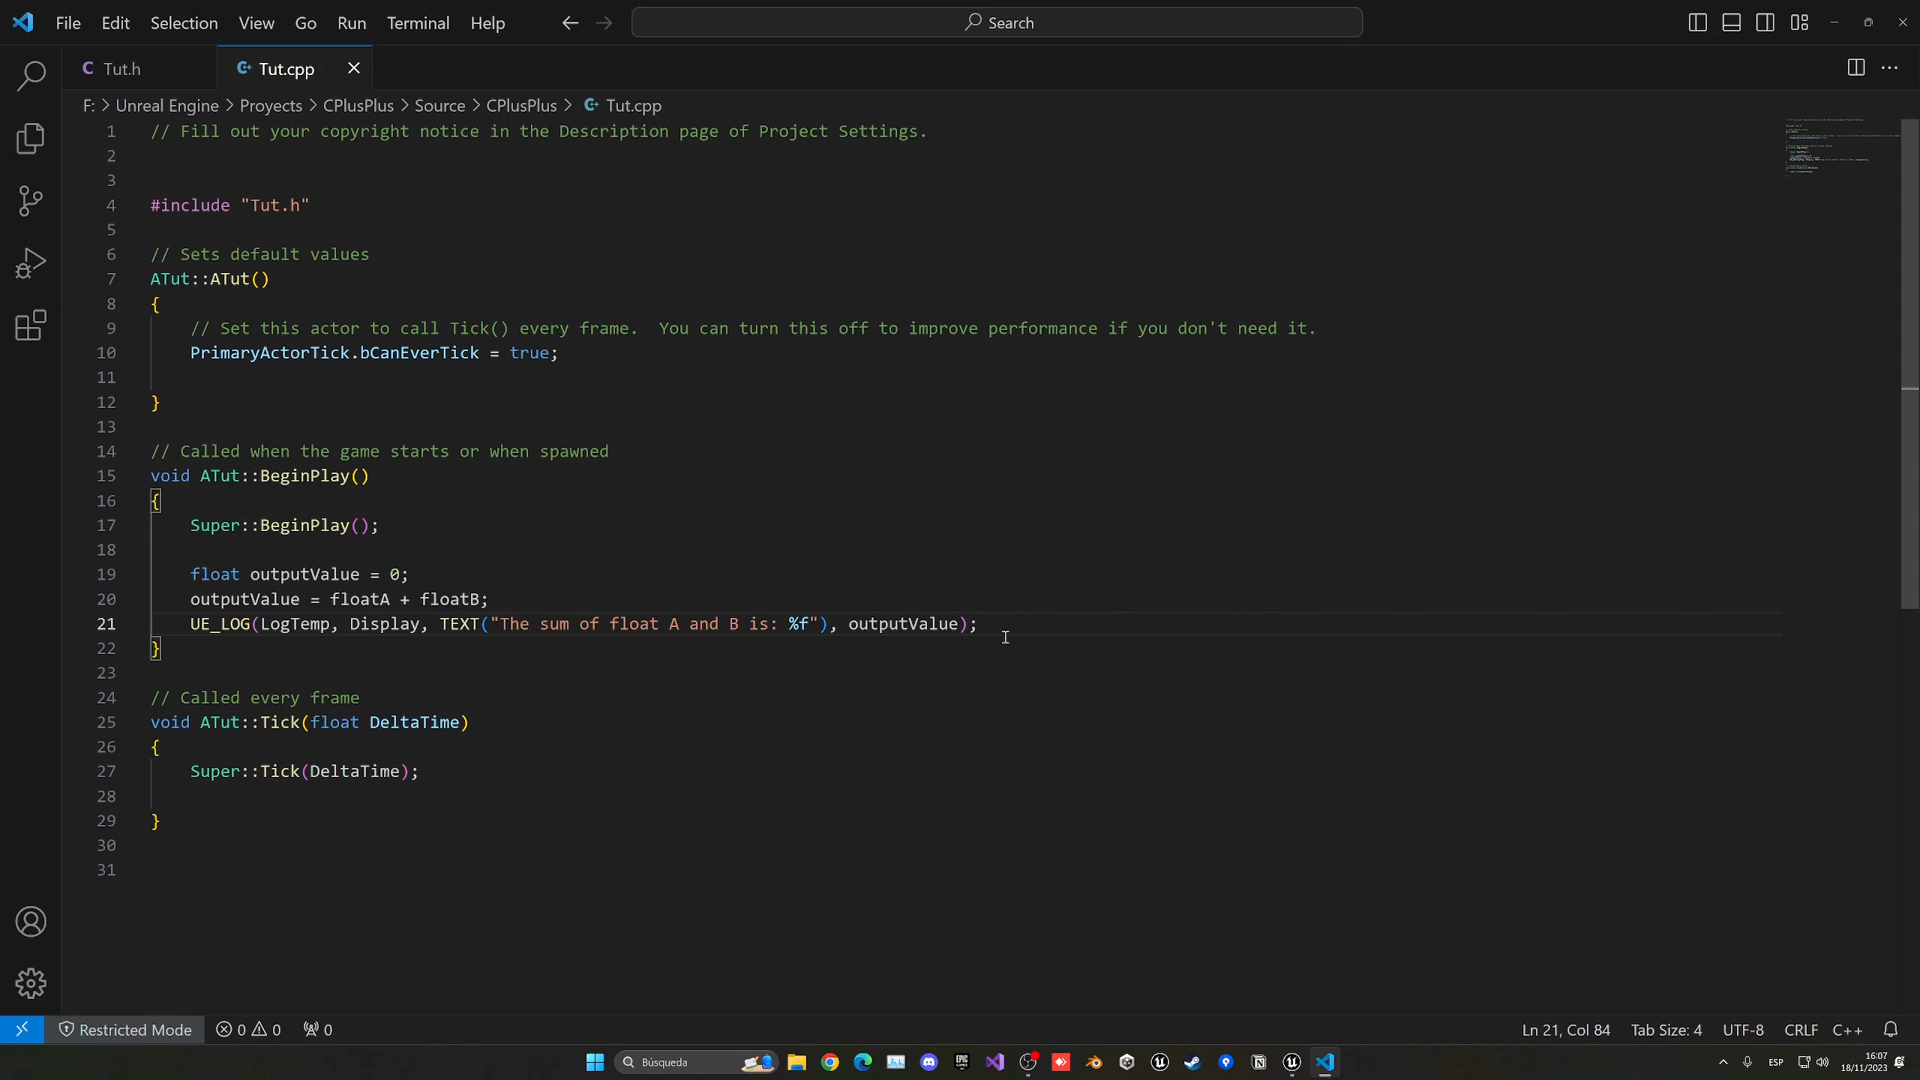 File Edit Selection View Go Run Terminal Help
Search
Tut.h
Tut.cpp
F: > Unreal Engine > Proyects > CPlusPlus > Source > CPlusPlus > Tut.cpp
1 // Fill out your copyright notice in the Description page of Project Settings.
2
3
4 #include "Tut.h"
5
6 // Sets default values
7 ATut::ATut()
8 {
9 // Set this actor to call Tick() every frame.  You can turn this off to improve performance if you don't need it.
10 PrimaryActorTick.bCanEverTick = true;
11
12 }
13
14 // Called when the game starts or when spawned
15 void ATut::BeginPlay()
16 {
17 Super::BeginPlay();
18
19 float outputValue = 0;
20 outputValue = floatA + floatB;
21 UE_LOG(LogTemp, Display, TEXT("The sum of float A and B is: %f"), outputValue);
22 }
23
24 // Called every frame
25 void ATut::Tick(float DeltaTime)
26 {
27 Super::Tick(DeltaTime);
28
29 }
30
31
Restricted Mode 0 0 0 Ln 21, Col 84 Tab Size: 4 UTF-8 CRLF C++
Búsqueda
ESP
16:07
18/11/2023